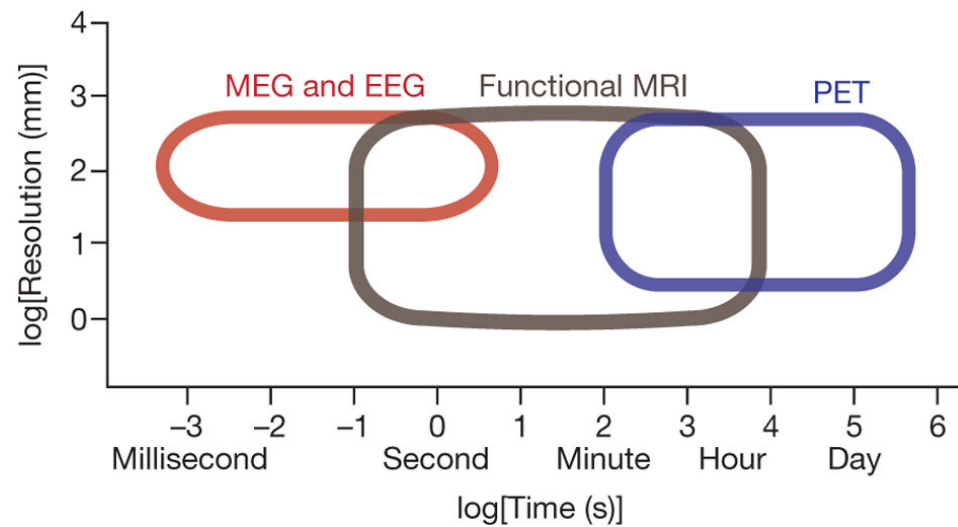 4
MEG and EEG Functional MRI PET
3
2
1
0
log[Resolution (mm)]
–3 –2 –1 0 1 2 3 4 5 6
Millisecond Second Minute Hour Day
log[Time (s)]